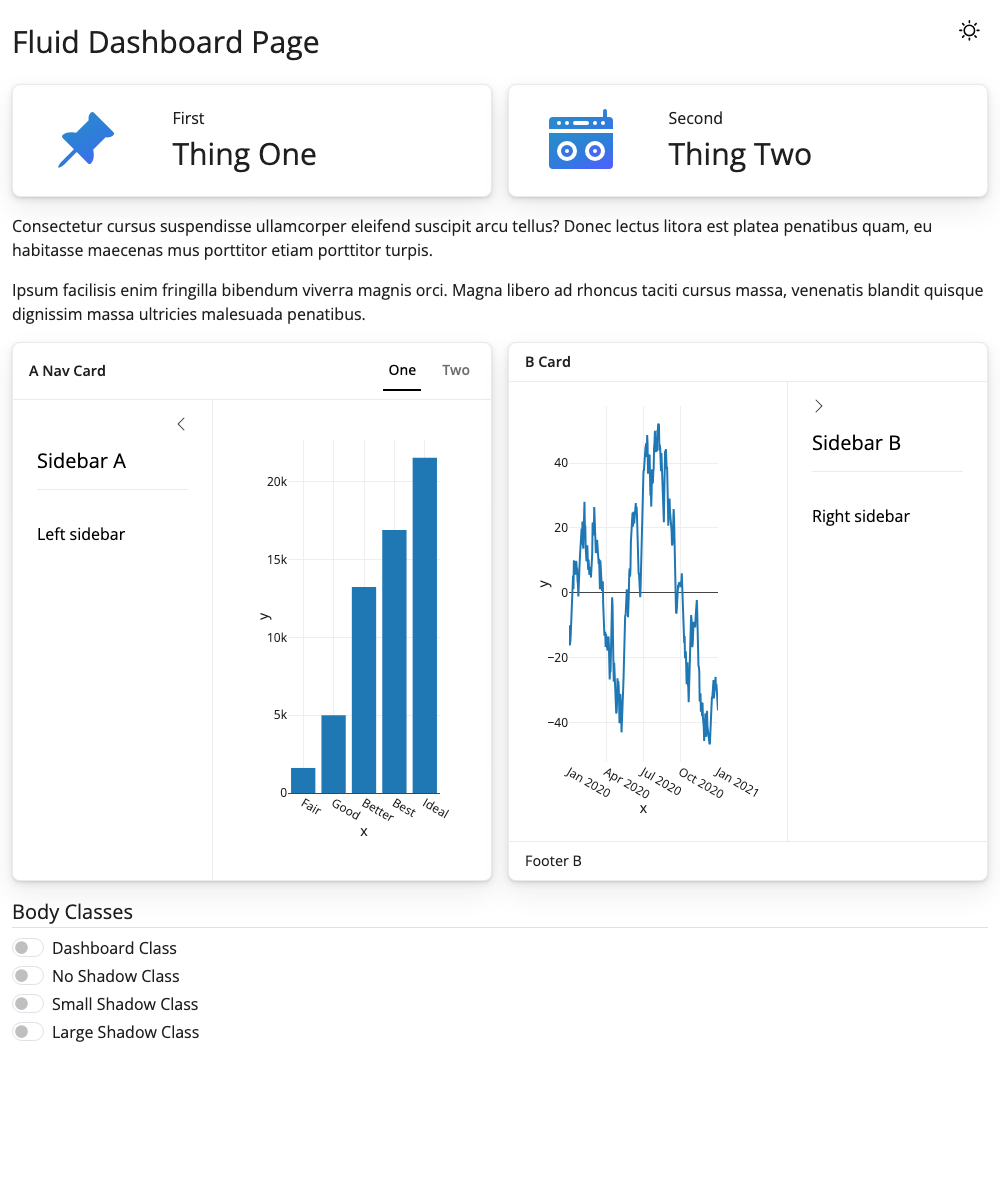 Fluid Dashboard Page
First
Thing One
Second
Thing Two
Consectetur cursus suspendisse ullamcorper eleifend suscipit arcu tellus? Donec lectus litora est platea penatibus quam, eu
habitasse maecenas mus porttitor etiam porttitor turpis.
Ipsum facilisis enim fringilla bibendum viverra magnis orci. Magna libero ad rhoncus taciti cursus massa, venenatis blandit quisque
dignissim massa ultricies malesuada penatibus.
A Nav Card
One
Two
Sidebar A
Left sidebar
20k
15k
10k
5k
0
y
Fair
Good
Better
Best
Ideal
x
B Card
40
20
0
−20
−40
y
Jan 2020
Apr 2020
Jul 2020
Oct 2020
Jan 2021
x
Sidebar B
Right sidebar
Footer B
Body Classes
Dashboard Class
No Shadow Class
Small Shadow Class
Large Shadow Class